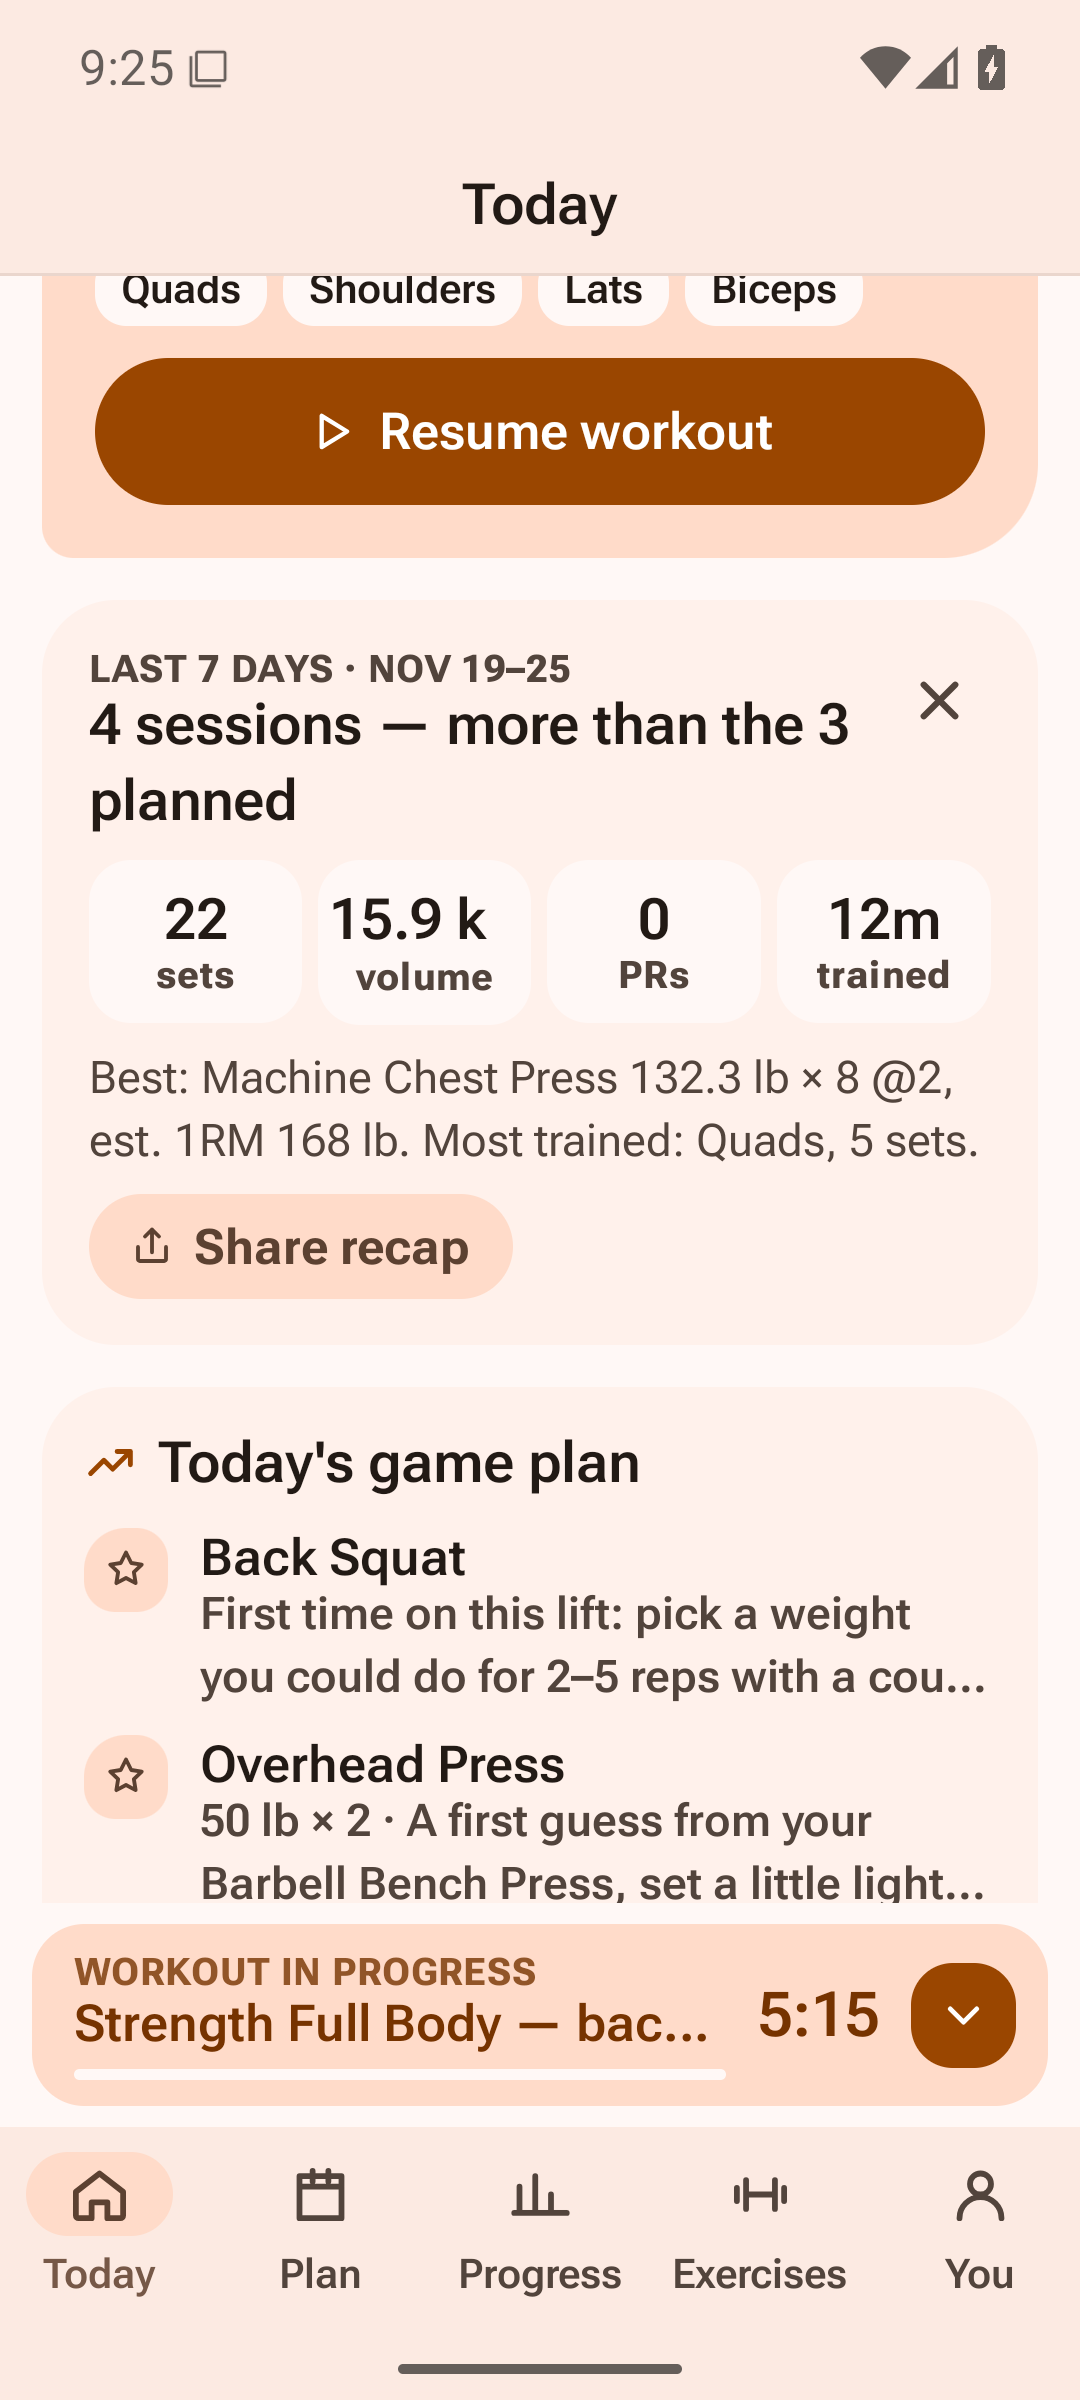 9:25
Today
Quads Shoulders Lats Biceps
Resume workout
LAST 7 DAYS · NOV 19–25
4 sessions — more than the 3
planned
22 15.9 k 0 12m
sets volume PRs trained
Best: Machine Chest Press 132.3 lb × 8 @2,
est. 1RM 168 lb. Most trained: Quads, 5 sets.
Share recap
Today's game plan
Back Squat
First time on this lift: pick a weight
you could do for 2–5 reps with a cou...
Overhead Press
50 lb × 2 · A first guess from your
Barbell Bench Press, set a little light...
WORKOUT IN PROGRESS
Strength Full Body — bac...
5:15
Today Plan Progress Exercises You